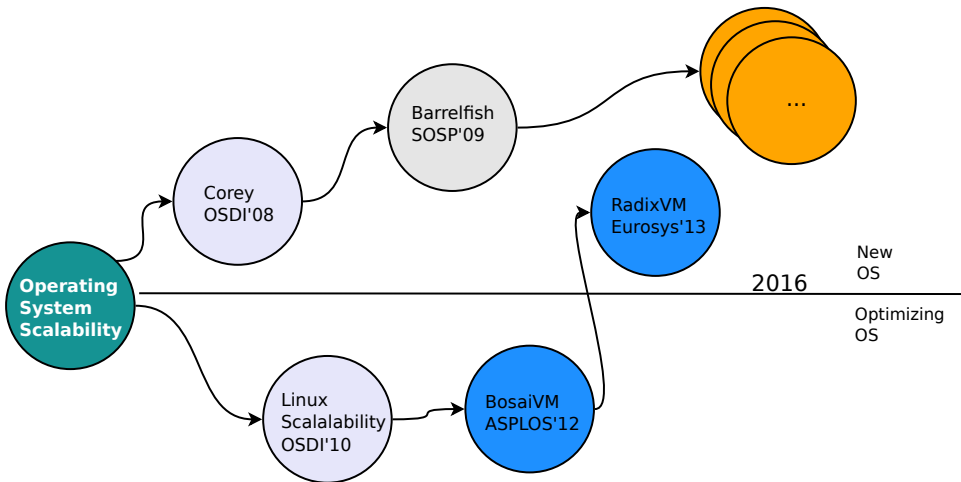 ...
Barrelfish
SOSP'09
Corey
OSDI'08
RadixVM
Eurosys'13
New
OS
2016
Operating
System
Scalability
Optimizing
OS
Linux
Scalalability
OSDI'10
BosaiVM
ASPLOS'12